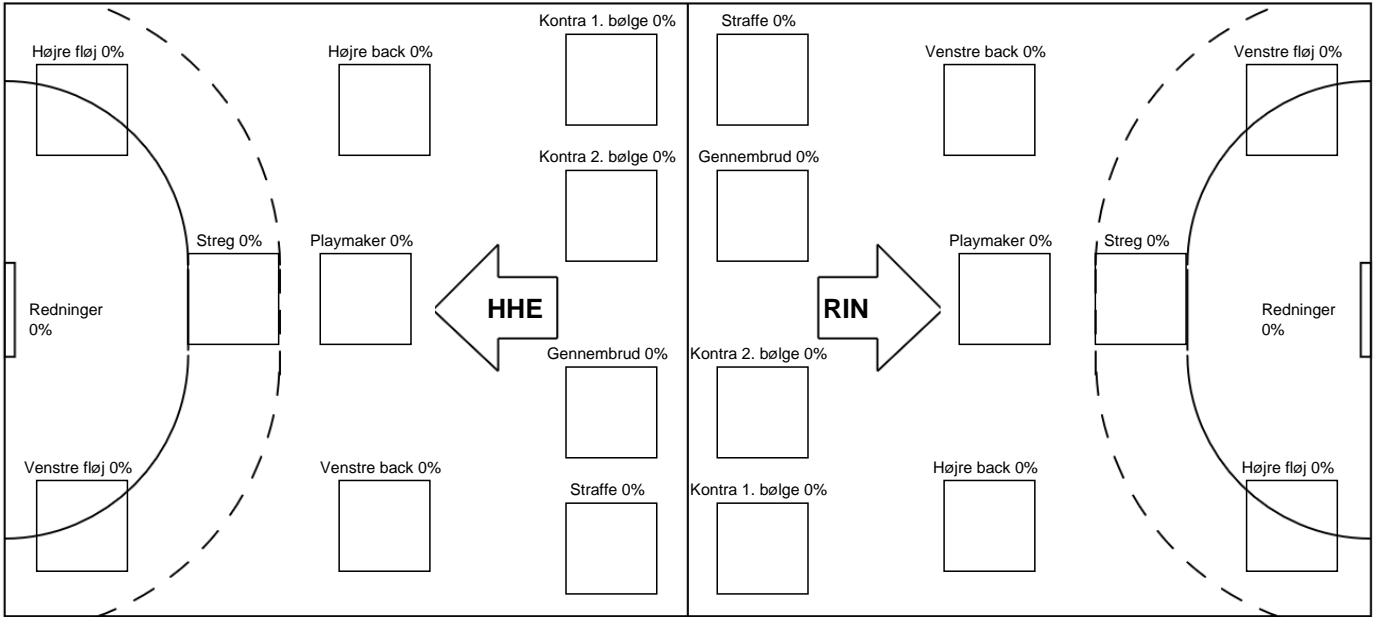 Kontra 1. bølge 0%
Straffe 0%
Højre fløj 0%
Højre back 0%
Venstre back 0%
Venstre fløj 0%
Kontra 2. bølge 0%
Gennembrud 0%
Streg 0%
Playmaker 0%
Playmaker 0%
Streg 0%
Redninger
0%
HHE
RIN
Redninger
0%
Gennembrud 0%
Kontra 2. bølge 0%
Venstre fløj 0%
Venstre back 0%
Højre back 0%
Højre fløj 0%
Straffe 0%
Kontra 1. bølge 0%